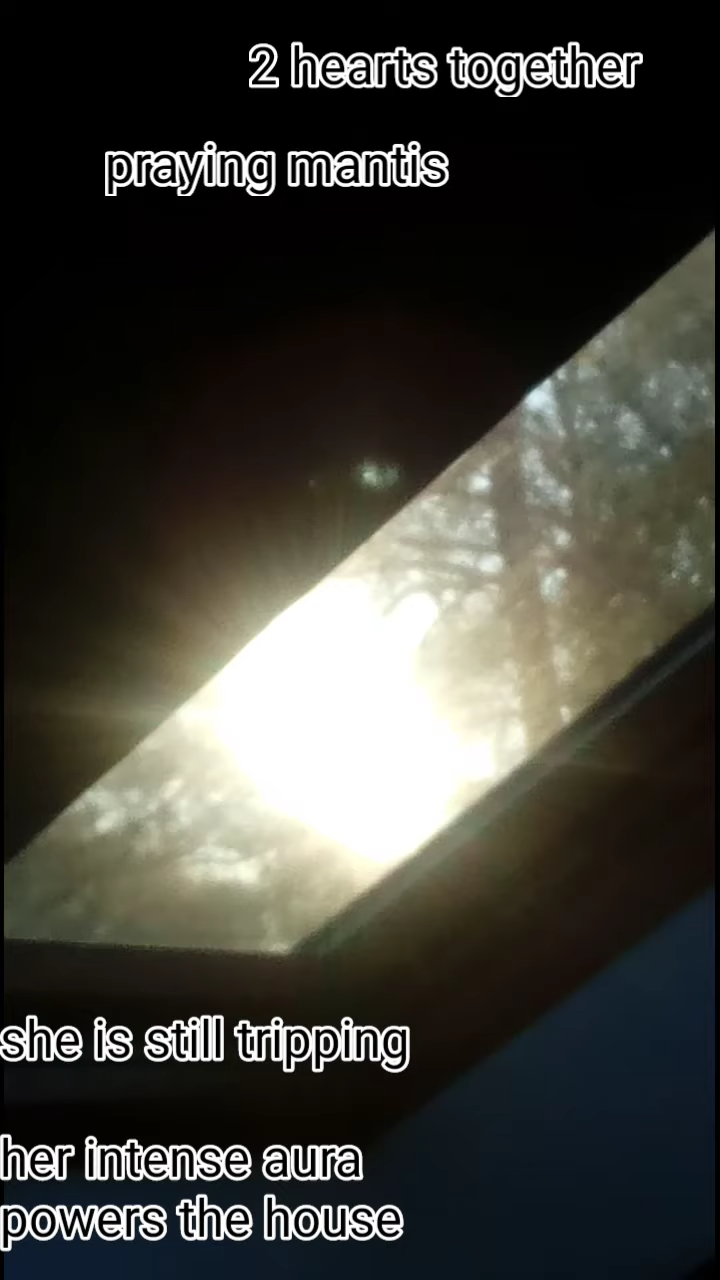 2 hearts together
praying mantis
she is still tripping
her intense aura
powers the house